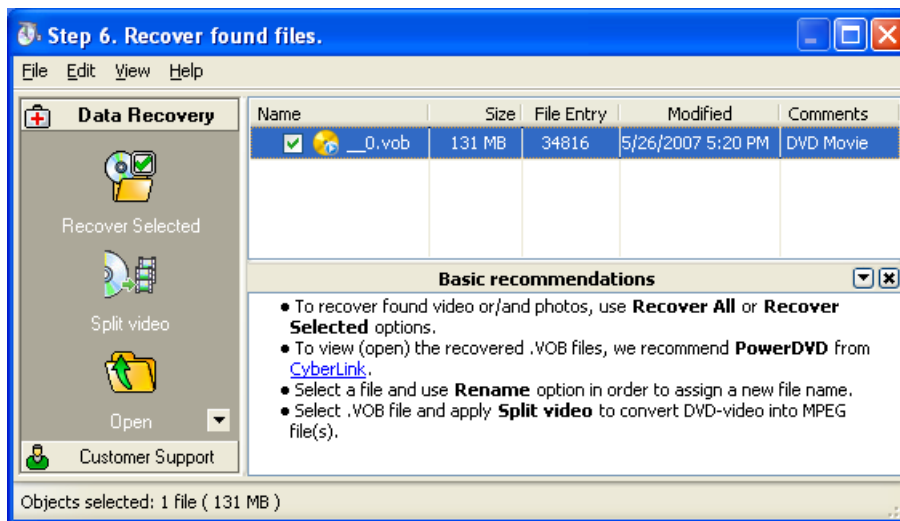 Step 6. Recover found files.
File Edit View Help
Data Recovery
Recover Selected
Split video
Open
Customer Support
Name Size File Entry Modified Comments
__0.vob 131 MB 34816 5/26/2007 5:20 PM DVD Movie
Basic recommendations
• To recover found video or/and photos, use Recover All or Recover
Selected options.
• To view (open) the recovered .VOB files, we recommend PowerDVD from
CyberLink.
• Select a file and use Rename option in order to assign a new file name.
• Select .VOB file and apply Split video to convert DVD-video into MPEG
file(s).
Objects selected: 1 file ( 131 MB )